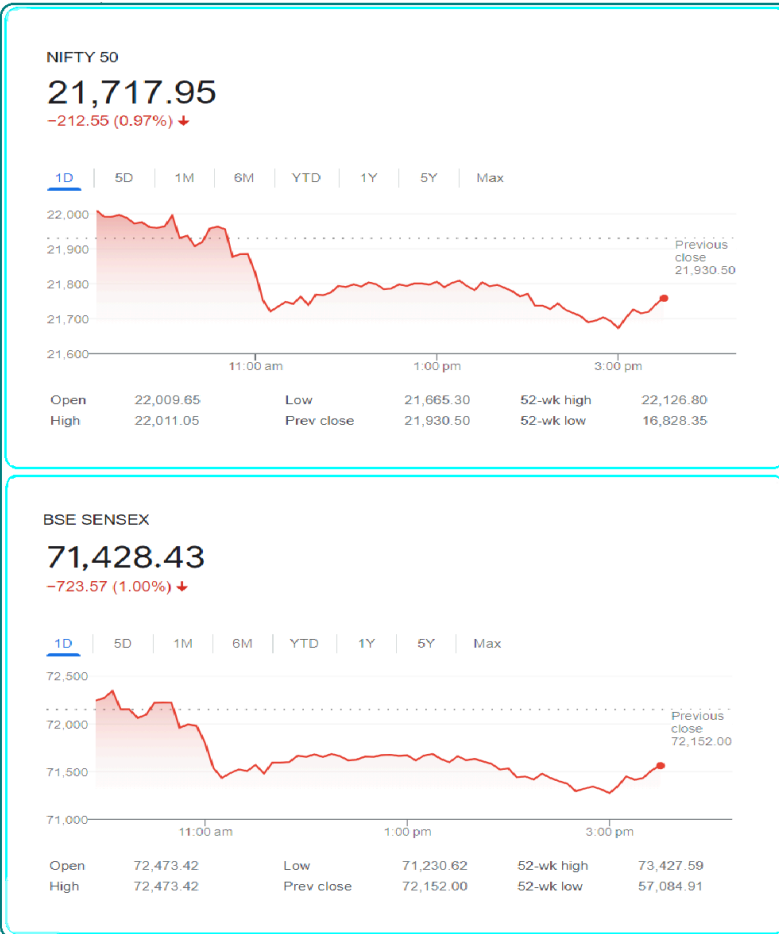 NIFTY 50
21,717.95
−212.55 (0.97%) ↓
1D 5D 1M 6M YTD 1Y 5Y Max
22,000
21,900
21,800
21,700
21,600
Previous
close
21,930.50
11:00 am 1:00 pm 3:00 pm
Open 22,009.65 Low 21,665.30 52-wk high 22,126.80
High 22,011.05 Prev close 21,930.50 52-wk low 16,828.35
BSE SENSEX
71,428.43
−723.57 (1.00%) ↓
1D 5D 1M 6M YTD 1Y 5Y Max
72,500
72,000
71,500
71,000
Previous
close
72,152.00
11:00 am 1:00 pm 3:00 pm
Open 72,473.42 Low 71,230.62 52-wk high 73,427.59
High 72,473.42 Prev close 72,152.00 52-wk low 57,084.91